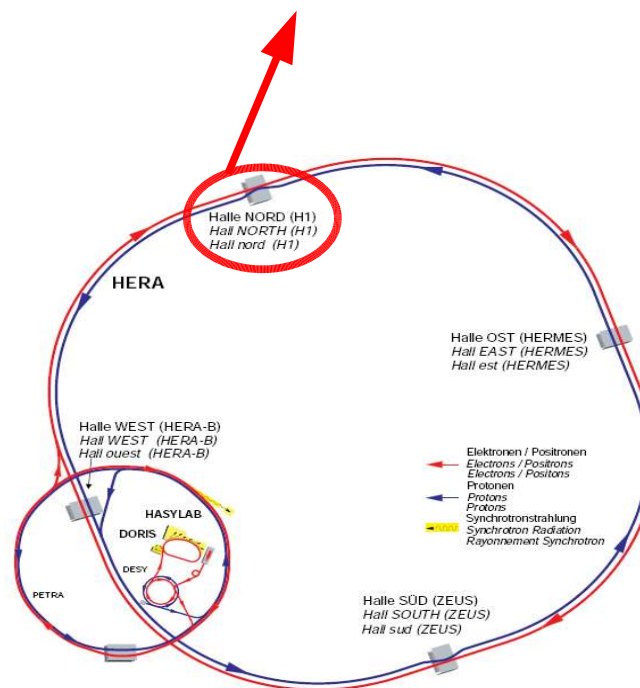 Halle NORD (H1)
Hall NORTH (H1)
Hall nord (H1)
HERA
Halle OST (HERMES)
Hall EAST (HERMES)
Hall est (HERMES)
Halle WEST (HERA-B)
Hall WEST (HERA-B)
Hall ouest (HERA-B)
Elektronen / Positronen
Electrons / Positrons
Electrons / Positons
Protonen
Protons
Protons
Synchrotronstrahlung
Synchrotron Radiation
Rayonnement Synchrotron
HASYLAB
DORIS
DESY
PETRA
Halle SÜD (ZEUS)
Hall SOUTH (ZEUS)
Hall sud (ZEUS)